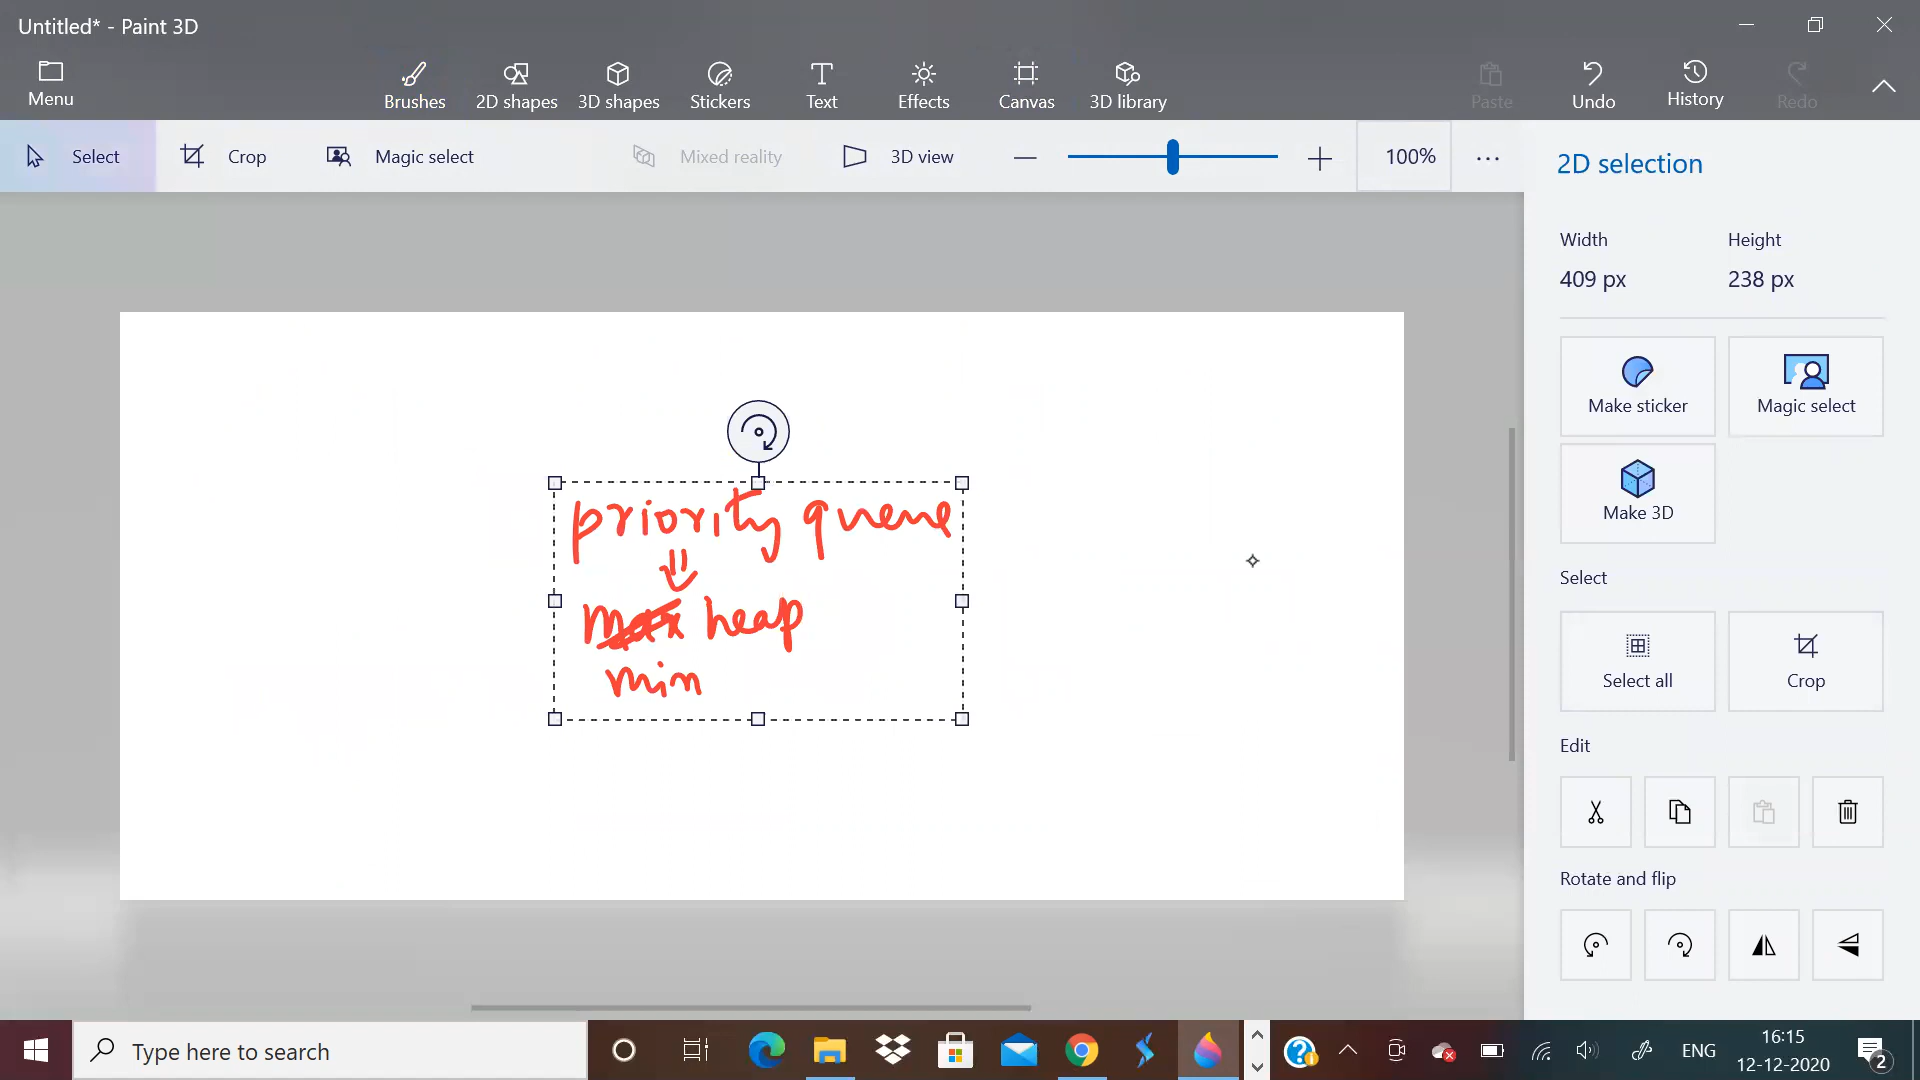 Untitled* - Paint 3D
Menu
Brushes 2D shapes 3D shapes Stickers Text Effects Canvas 3D library Paste Undo History Redo
Select Crop Magic select Mixed reality 3D view 100%
2D selection
Width Height
409 px 238 px
Make sticker Magic select
Make 3D
Select
Select all Crop
Edit
Rotate and flip
priority queue
max heap
min
Type here to search
ENG
16:15
12-12-2020
2